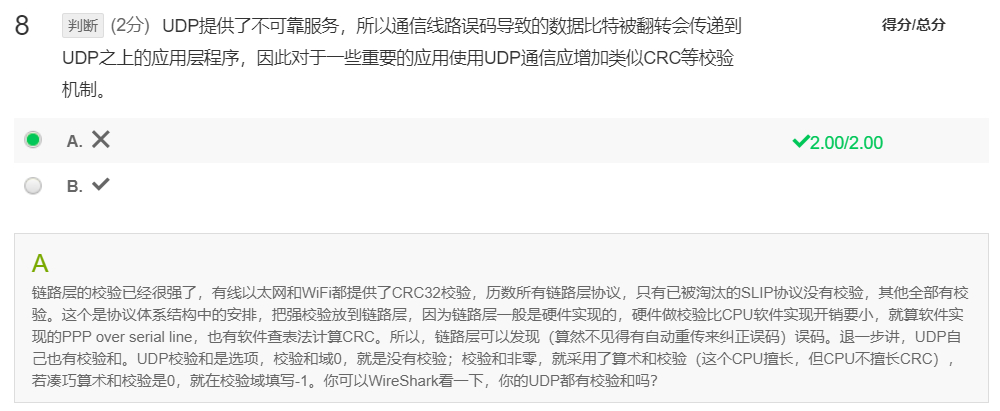 8 判断 (2分) UDP提供了不可靠服务，所以通信线路误码导致的数据比特被翻转会传递到 得分/总分
UDP之上的应用层程序，因此对于一些重要的应用使用UDP通信应增加类似CRC等校验
机制。
A. ✕ ✔2.00/2.00
B. ✔
A
链路层的校验已经很强了，有线以太网和WiFi都提供了CRC32校验，历数所有链路层协议，只有已被淘汰的SLIP协议没有校验，其他全部有校
验。这个是协议体系结构中的安排，把强校验放到链路层，因为链路层一般是硬件实现的，硬件做校验比CPU软件实现开销要小，就算软件实
现的PPP over serial line，也有软件查表法计算CRC。所以，链路层可以发现（算然不见得有自动重传来纠正误码）误码。退一步讲，UDP自
己也有校验和。UDP校验和是选项，校验和域0，就是没有校验；校验和非零，就采用了算术和校验（这个CPU擅长，但CPU不擅长CRC），
若凑巧算术和校验是0，就在校验域填写-1。你可以WireShark看一下，你的UDP都有校验和吗？